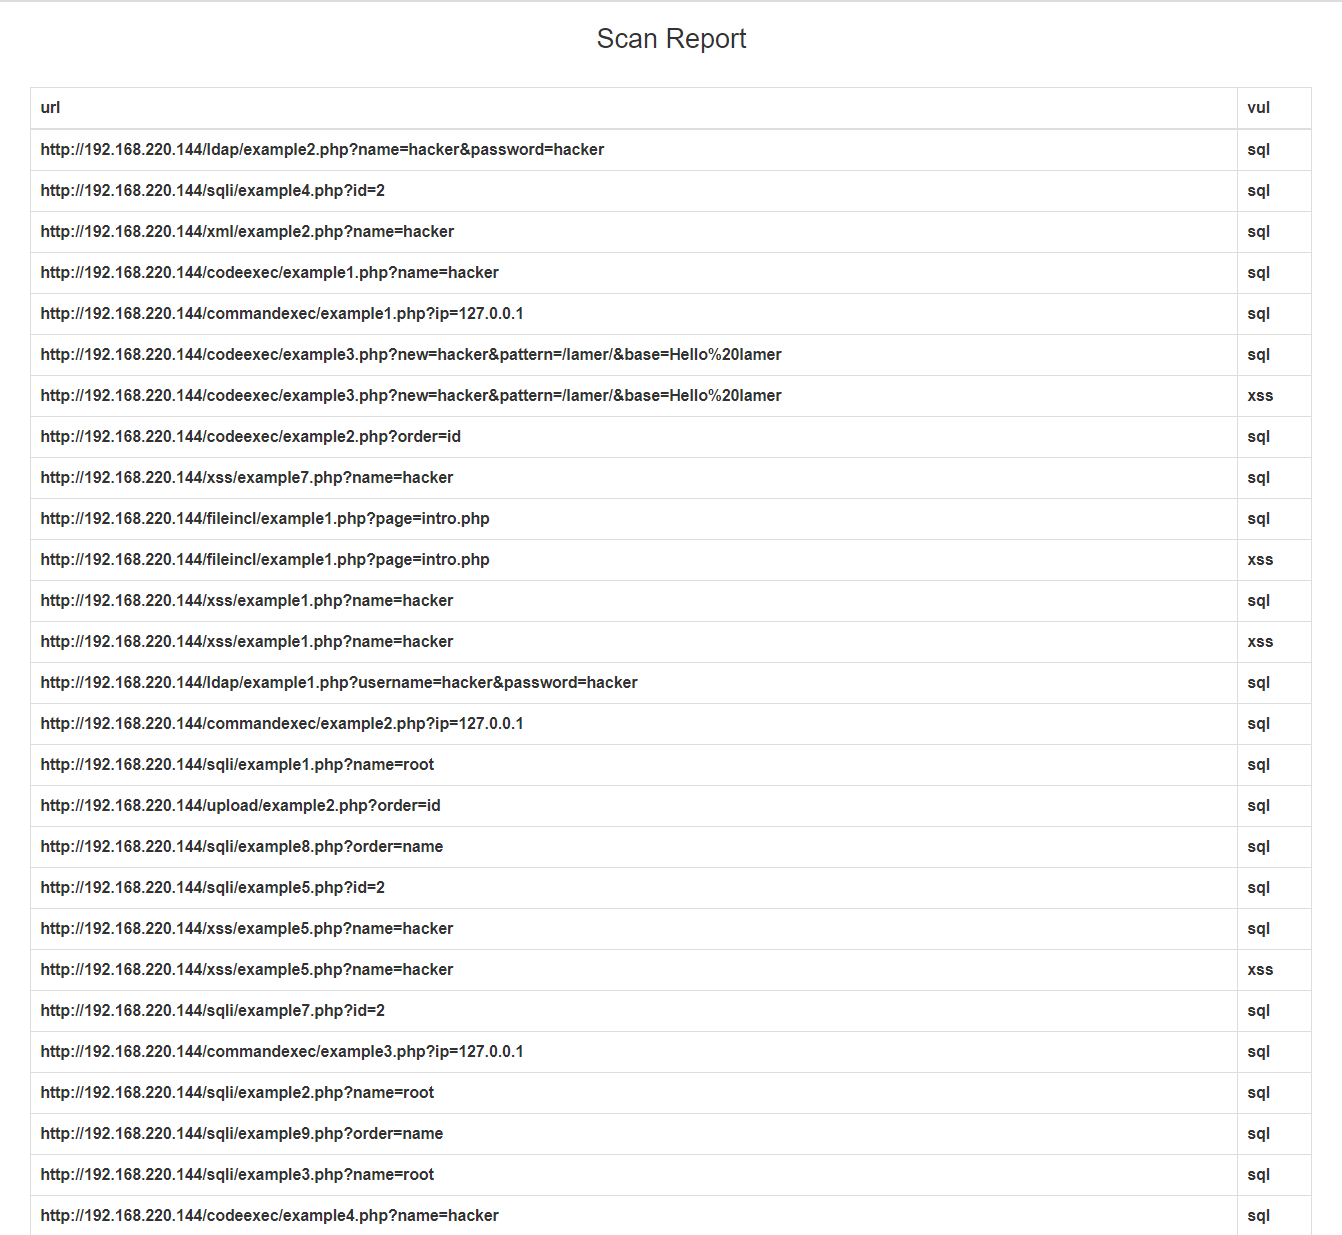 Scan Report
url vul
http://192.168.220.144/ldap/example2.php?name=hacker&password=hacker sql
http://192.168.220.144/sqli/example4.php?id=2 sql
http://192.168.220.144/xml/example2.php?name=hacker sql
http://192.168.220.144/codeexec/example1.php?name=hacker sql
http://192.168.220.144/commandexec/example1.php?ip=127.0.0.1 sql
http://192.168.220.144/codeexec/example3.php?new=hacker&pattern=/lamer/&base=Hello%20lamer sql
http://192.168.220.144/codeexec/example3.php?new=hacker&pattern=/lamer/&base=Hello%20lamer xss
http://192.168.220.144/codeexec/example2.php?order=id sql
http://192.168.220.144/xss/example7.php?name=hacker sql
http://192.168.220.144/fileincl/example1.php?page=intro.php sql
http://192.168.220.144/fileincl/example1.php?page=intro.php xss
http://192.168.220.144/xss/example1.php?name=hacker sql
http://192.168.220.144/xss/example1.php?name=hacker xss
http://192.168.220.144/ldap/example1.php?username=hacker&password=hacker sql
http://192.168.220.144/commandexec/example2.php?ip=127.0.0.1 sql
http://192.168.220.144/sqli/example1.php?name=root sql
http://192.168.220.144/upload/example2.php?order=id sql
http://192.168.220.144/sqli/example8.php?order=name sql
http://192.168.220.144/sqli/example5.php?id=2 sql
http://192.168.220.144/xss/example5.php?name=hacker sql
http://192.168.220.144/xss/example5.php?name=hacker xss
http://192.168.220.144/sqli/example7.php?id=2 sql
http://192.168.220.144/commandexec/example3.php?ip=127.0.0.1 sql
http://192.168.220.144/sqli/example2.php?name=root sql
http://192.168.220.144/sqli/example9.php?order=name sql
http://192.168.220.144/sqli/example3.php?name=root sql
http://192.168.220.144/codeexec/example4.php?name=hacker sql